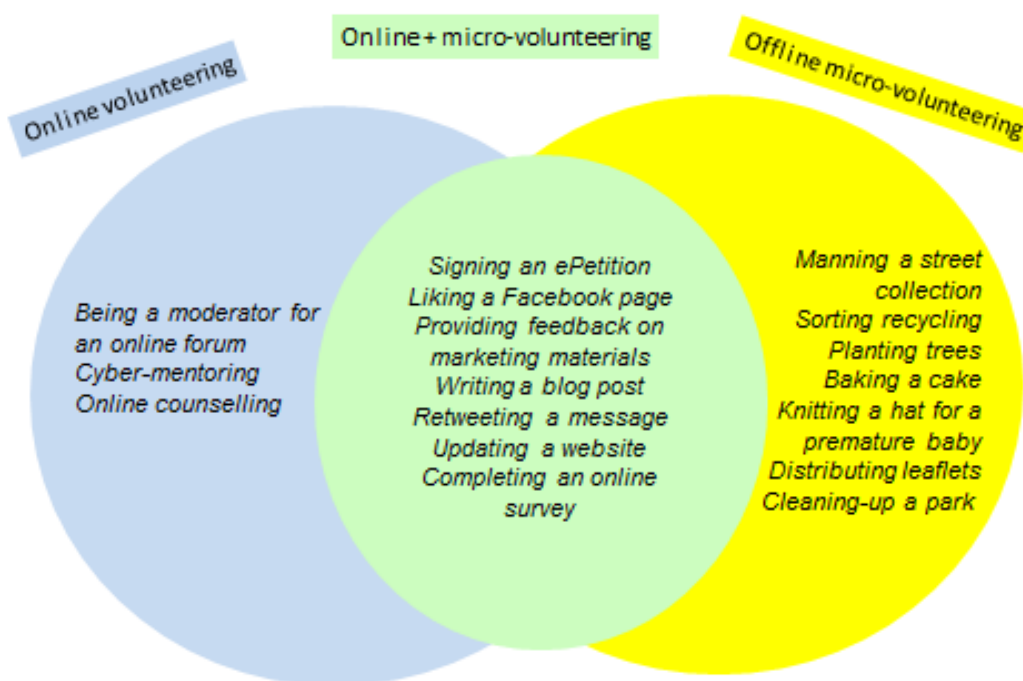 Online + micro-volunteering
Online volunteering
Offline micro-volunteering
Being a moderator for
an online forum
Cyber-mentoring
Online counselling
Signing an ePetition
Liking a Facebook page
Providing feedback on
marketing materials
Writing a blog post
Retweeting a message
Updating a website
Completing an online
survey
Manning a street
collection
Sorting recycling
Planting trees
Baking a cake
Knitting a hat for a
premature baby
Distributing leaflets
Cleaning-up a park